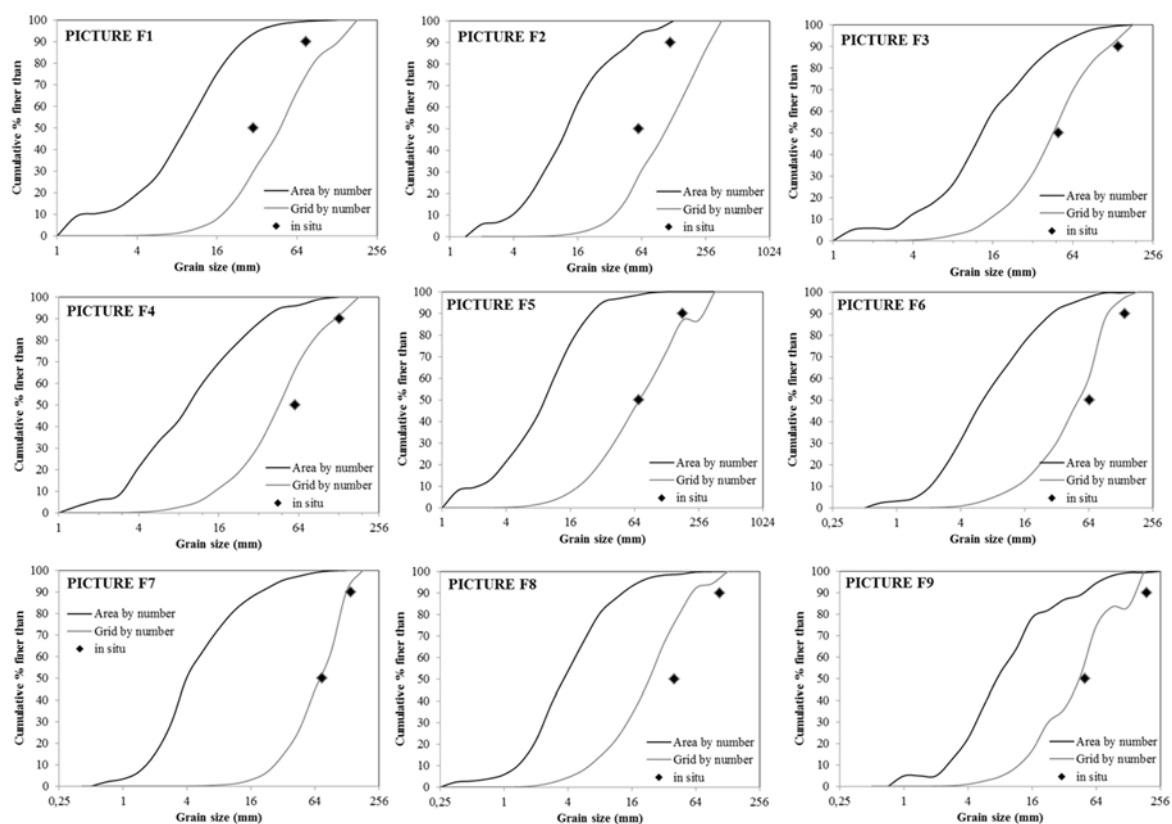 PICTURE F1
Cumulative % finer than
100
90
80
70
60
50
40
30
20
10
0
Area by number
Grid by number
in situ
1 4 16 64 256
Grain size (mm)
PICTURE F2
Cumulative % finer than
100
90
80
70
60
50
40
30
20
10
0
Area by number
Grid by number
in situ
1 4 16 64 256 1024
Grain size (mm)
PICTURE F3
Cumulative % finer than
100
90
80
70
60
50
40
30
20
10
0
Area by number
Grid by number
in situ
1 4 16 64 256
Grain size (mm)
PICTURE F4
Cumulative % finer than
100
90
80
70
60
50
40
30
20
10
0
Area by number
Grid by number
in situ
1 4 16 64 256
Grain size (mm)
PICTURE F5
Cumulative % finer than
100
90
80
70
60
50
40
30
20
10
0
Area by number
Grid by number
in situ
1 4 16 64 256 1024
Grain size (mm)
PICTURE F6
Cumulative % finer than
100
90
80
70
60
50
40
30
20
10
0
Area by number
Grid by number
in situ
0,25 1 4 16 64 256
Grain size (mm)
PICTURE F7
Cumulative % finer than
100
90
80
70
60
50
40
30
20
10
0
Area by number
Grid by number
in situ
0,25 1 4 16 64 256
Grain size (mm)
PICTURE F8
Cumulative % finer than
100
90
80
70
60
50
40
30
20
10
0
Area by number
Grid by number
in situ
0,25 1 4 16 64 256
Grain size (mm)
PICTURE F9
Cumulative % finer than
100
90
80
70
60
50
40
30
20
10
0
Area by number
Grid by number
in situ
0,25 1 4 16 64 256
Grain size (mm)